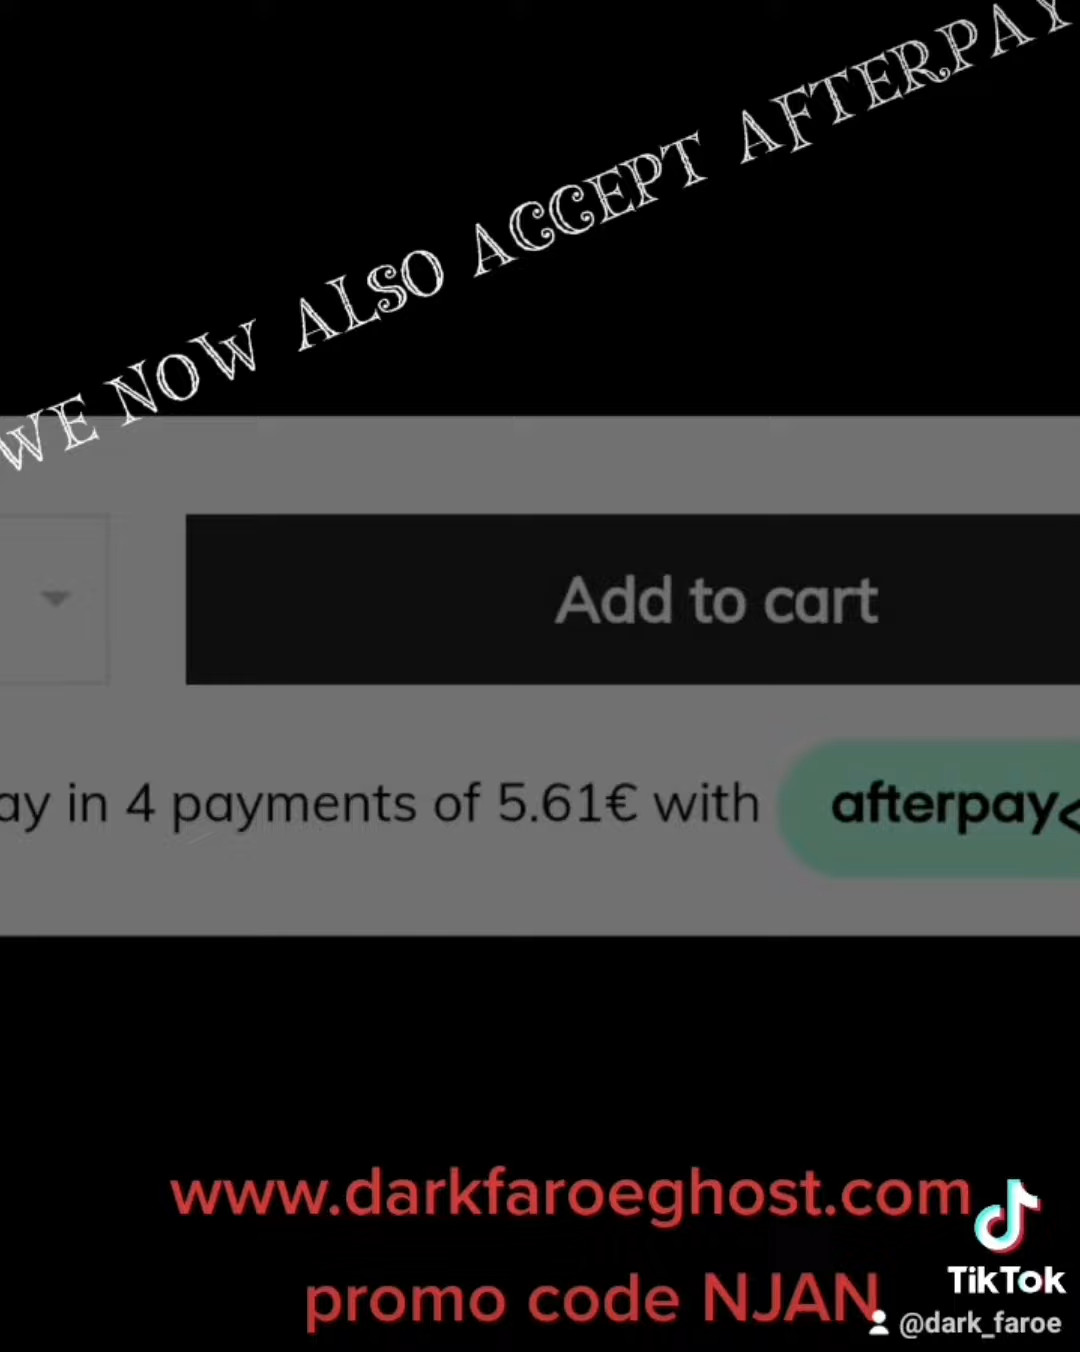 WE NOW ALSO ACCEPT AFTERPAY
Add to cart
ay in 4 payments of 5.61€ with afterpay
www.darkfaroeghost.com
promo code NJAN
TikTok
@dark_faroe